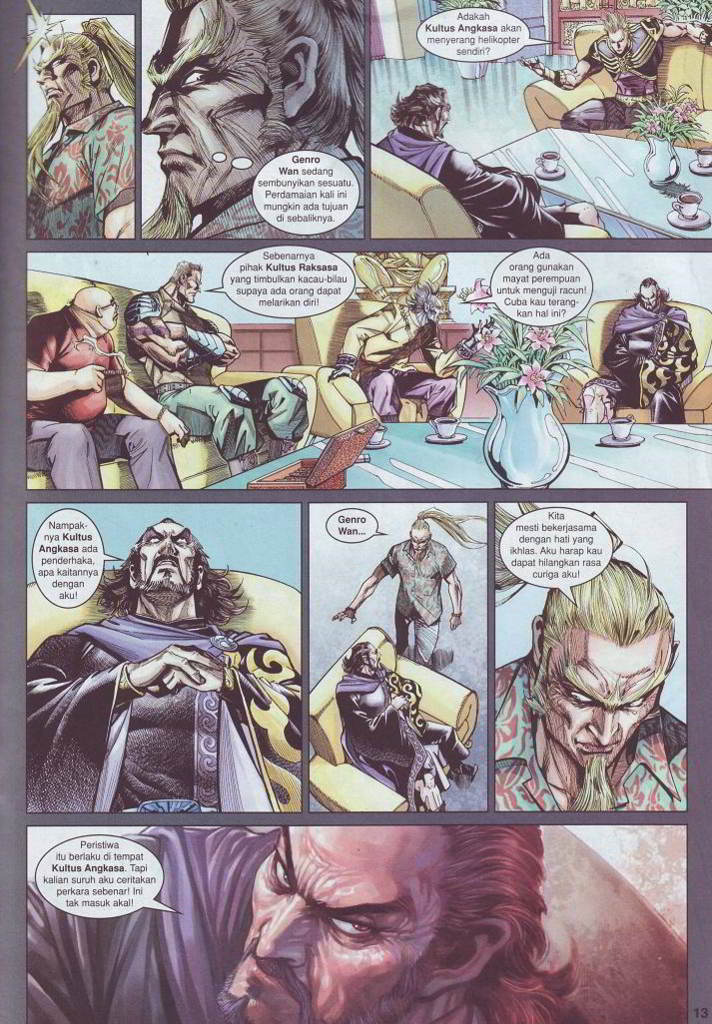 Genro
Wan sedang
sembunyikan sesuatu.
Perdamaian kali ini
mungkin ada tujuan
di sebaliknya.
Adakah
Kultus Angkasa akan
menyerang helikopter
sendiri?
Sebenarnya
pihak Kultus Raksasa
yang timbulkan kacau-bilau
supaya ada orang dapat
melarikan diri!
Ada
orang gunakan
mayat perempuan
untuk menguji racun!
Cuba kau terang-
kan hal ini?
Nampak-
nya Kultus
Angkasa ada
penderhaka,
apa kaitannya
dengan
aku!
Genro
Wan...
Kita
mesti bekerjasama
dengan hati yang
ikhlas. Aku harap kau
dapat hilangkan rasa
curiga aku!
Peristiwa
itu berlaku di tempat
Kultus Angkasa. Tapi
kalian suruh aku ceritakan
perkara sebenar! Ini
tak masuk akal!
13